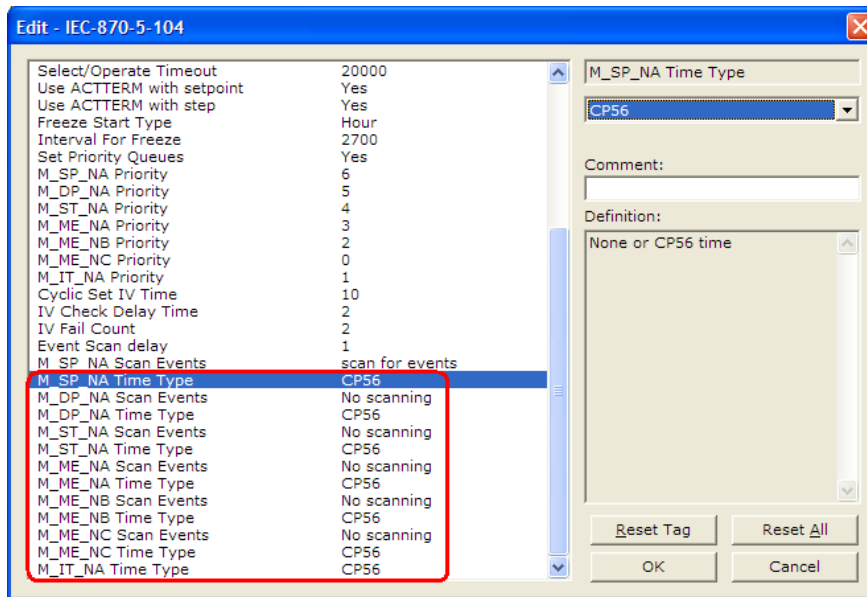 Edit - IEC-870-5-104
Select/Operate Timeout 20000
Use ACTTERM with setpoint Yes
Use ACTTERM with step Yes
Freeze Start Type Hour
Interval For Freeze 2700
Set Priority Queues Yes
M_SP_NA Priority 6
M_DP_NA Priority 5
M_ST_NA Priority 4
M_ME_NA Priority 3
M_ME_NB Priority 2
M_ME_NC Priority 0
M_IT_NA Priority 1
Cyclic Set IV Time 10
IV Check Delay Time 2
IV Fail Count 2
Event Scan delay 1
M_SP_NA Scan Events scan for events
M_SP_NA Time Type CP56
M_DP_NA Scan Events No scanning
M_DP_NA Time Type CP56
M_ST_NA Scan Events No scanning
M_ST_NA Time Type CP56
M_ME_NA Scan Events No scanning
M_ME_NA Time Type CP56
M_ME_NB Scan Events No scanning
M_ME_NB Time Type CP56
M_ME_NC Scan Events No scanning
M_ME_NC Time Type CP56
M_IT_NA Time Type CP56
M_SP_NA Time Type
CP56
Comment:
Definition:
None or CP56 time
Reset Tag Reset All
OK Cancel